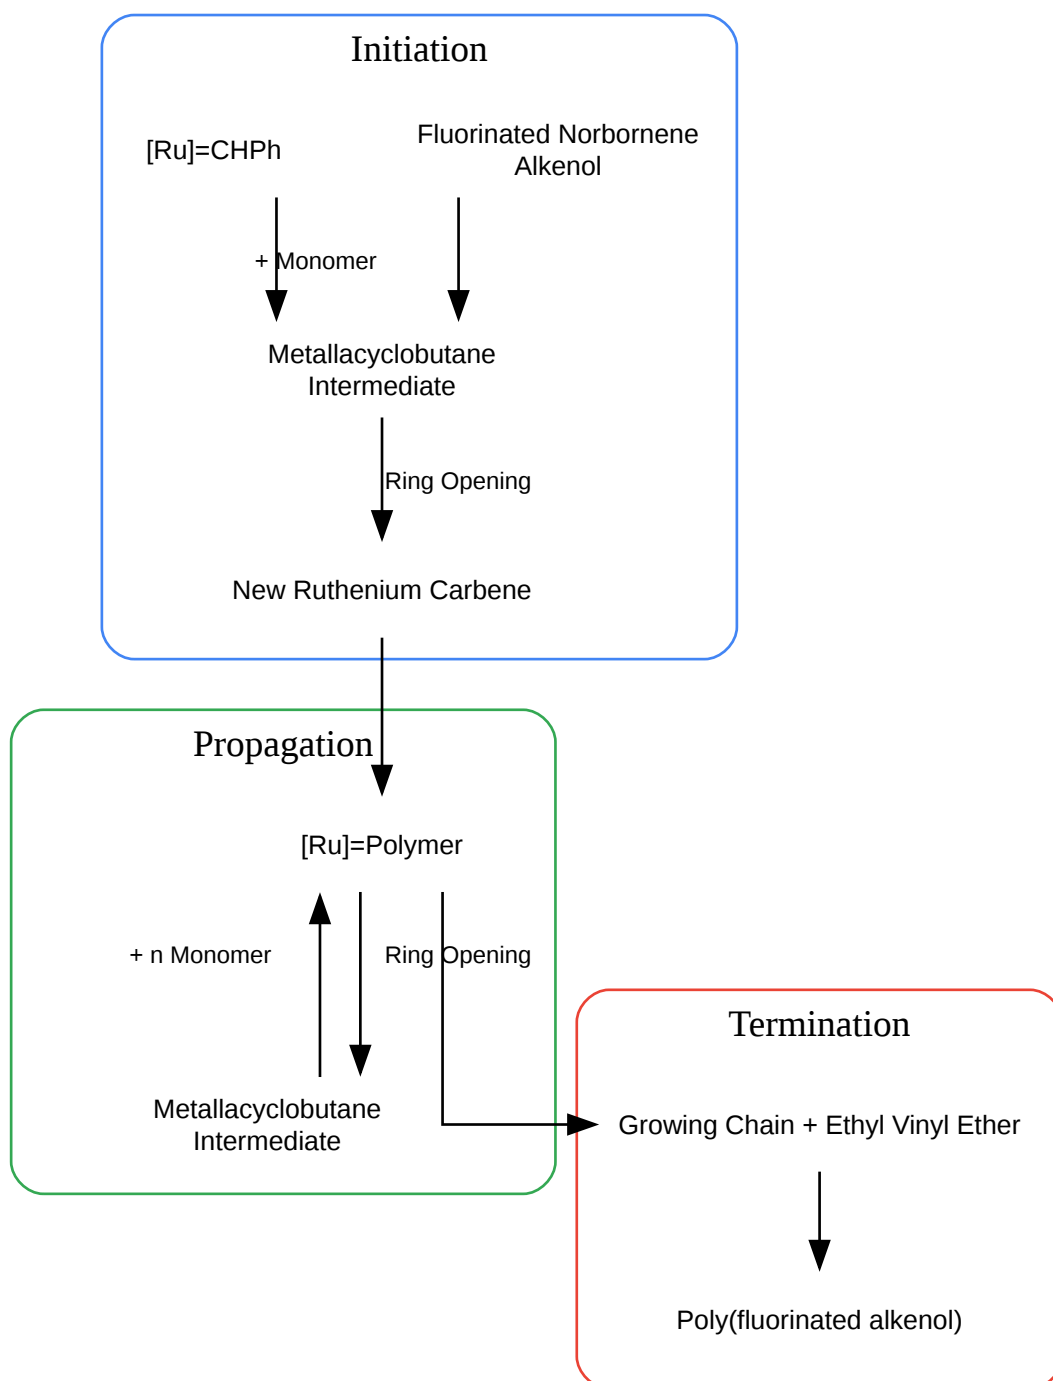 Initiation
[Ru]=CHPh
Fluorinated Norbornene
Alkenol
+ Monomer
Metallacyclobutane
Intermediate
Ring Opening
New Ruthenium Carbene
Propagation
[Ru]=Polymer
+ n Monomer
Ring Opening
Metallacyclobutane
Intermediate
Termination
Growing Chain + Ethyl Vinyl Ether
Poly(fluorinated alkenol)